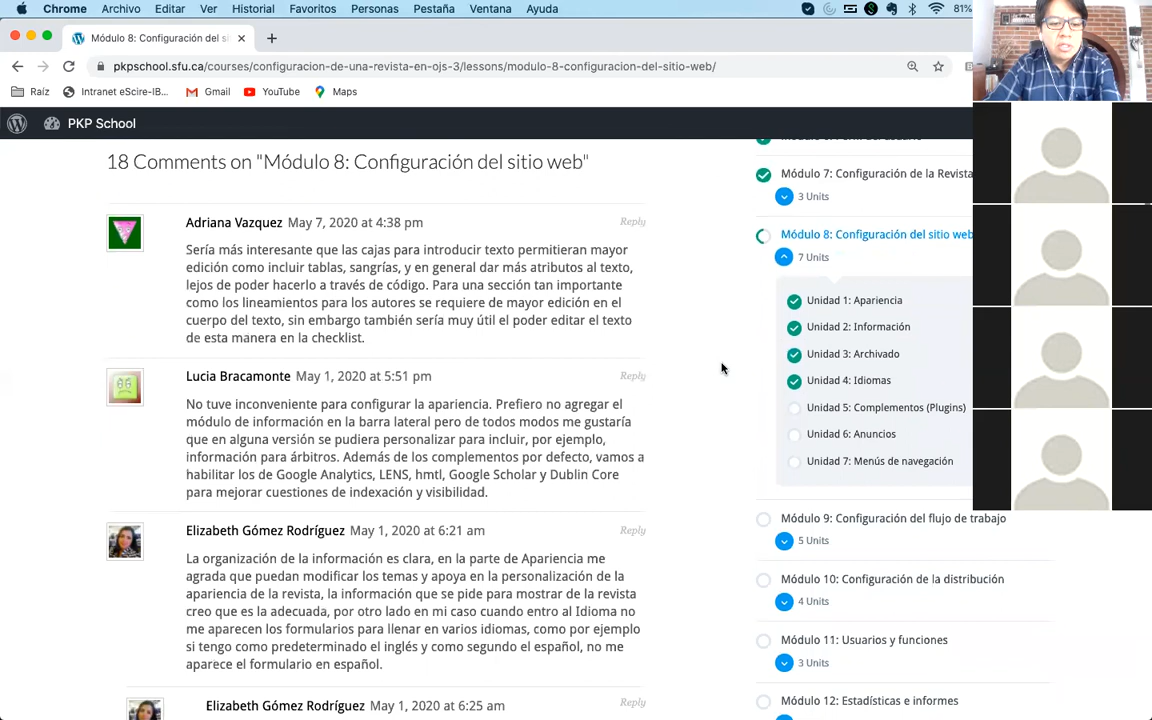 Chrome Archivo Editar Ver Historial Favoritos Personas Pestaña Ventana Ayuda 81%
Módulo 8: Configuración del si
pkpschool.sfu.ca/courses/configuracion-de-una-revista-en-ojs-3/lessons/modulo-8-configuracion-del-sitio-web/
Raíz Intranet eScire-IB... Gmail YouTube Maps
PKP School
18 Comments on "Módulo 8: Configuración del sitio web"
Adriana Vazquez May 7, 2020 at 4:38 pm Reply
Sería más interesante que las cajas para introducir texto permitieran mayor
edición como incluir tablas, sangrías, y en general dar más atributos al texto,
lejos de poder hacerlo a través de código. Para una sección tan importante
como los lineamientos para los autores se requiere de mayor edición en el
cuerpo del texto, sin embargo también sería muy útil el poder editar el texto
de esta manera en la checklist.
Lucia Bracamonte May 1, 2020 at 5:51 pm Reply
No tuve inconveniente para configurar la apariencia. Prefiero no agregar el
módulo de información en la barra lateral pero de todos modos me gustaría
que en alguna versión se pudiera personalizar para incluir, por ejemplo,
información para árbitros. Además de los complementos por defecto, vamos a
habilitar los de Google Analytics, LENS, hmtl, Google Scholar y Dublin Core
para mejorar cuestiones de indexación y visibilidad.
Elizabeth Gómez Rodríguez May 1, 2020 at 6:21 am Reply
La organización de la información es clara, en la parte de Apariencia me
agrada que puedan modificar los temas y apoya en la personalización de la
apariencia de la revista, la información que se pide para mostrar de la revista
creo que es la adecuada, por otro lado en mi caso cuando entro al Idioma no
me aparecen los formularios para llenar en varios idiomas, como por ejemplo
si tengo como predeterminado el inglés y como segundo el español, no me
aparece el formulario en español.
Elizabeth Gómez Rodríguez May 1, 2020 at 6:25 am Reply
Módulo 7: Configuración de la Revista
3 Units
Módulo 8: Configuración del sitio web
7 Units
Unidad 1: Apariencia
Unidad 2: Información
Unidad 3: Archivado
Unidad 4: Idiomas
Unidad 5: Complementos (Plugins)
Unidad 6: Anuncios
Unidad 7: Menús de navegación
Módulo 9: Configuración del flujo de trabajo
5 Units
Módulo 10: Configuración de la distribución
4 Units
Módulo 11: Usuarios y funciones
3 Units
Módulo 12: Estadísticas e informes